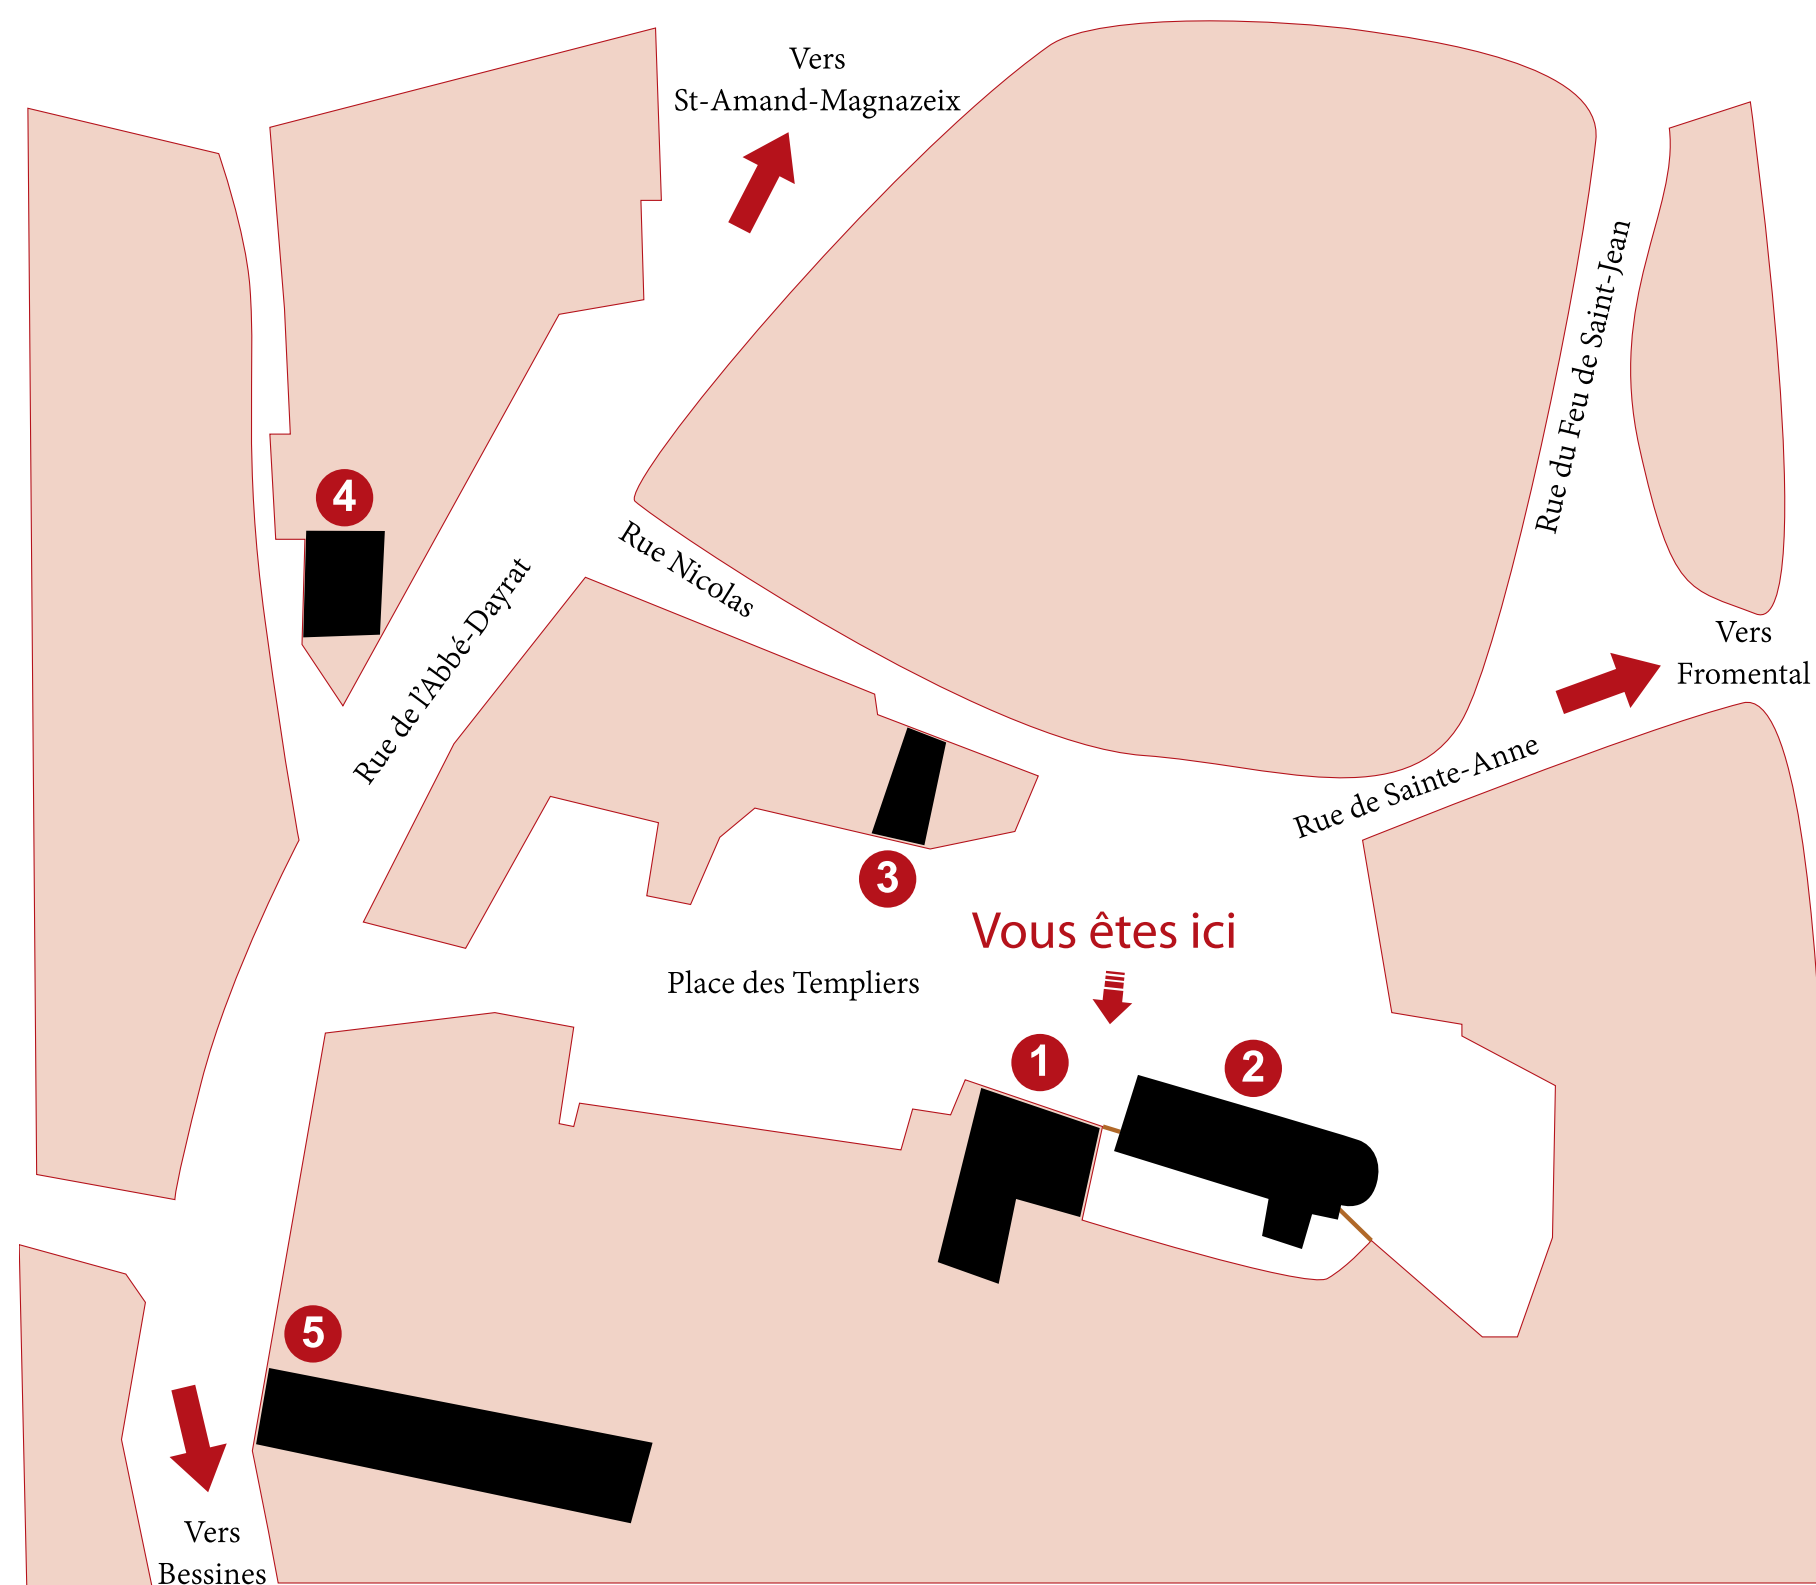 Vers
St-Amand-Magnazeix
Rue du Feu de Saint-Jean
4
Rue Nicolas
Rue de l'Abbé-Dayrat
Vers
Fromental
Rue de Sainte-Anne
3
Vous êtes ici
Place des Templiers
1
2
5
Vers
Bessines